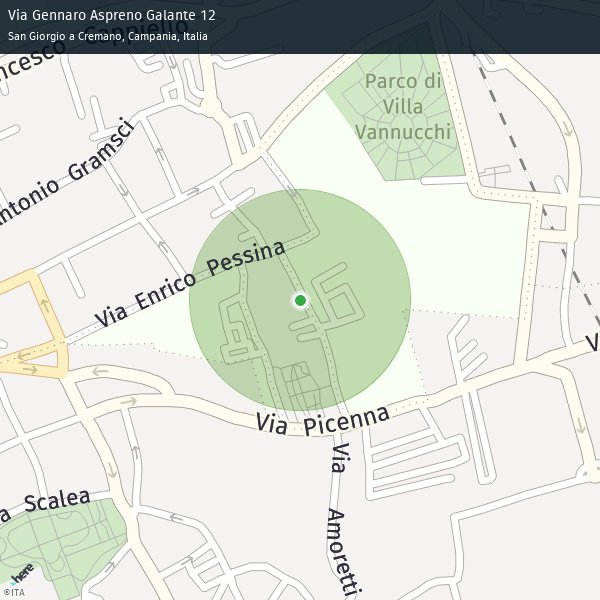 Via Gennaro Aspreno Galante 12
San Giorgio a Cremano, Campania, Italia
Cappiello
Parco di
Villa
Vannucchi
Antonio Gramsci
Via Enrico Pessina
Via Picenna
Via Amoretti
Scalea
here
©ITA